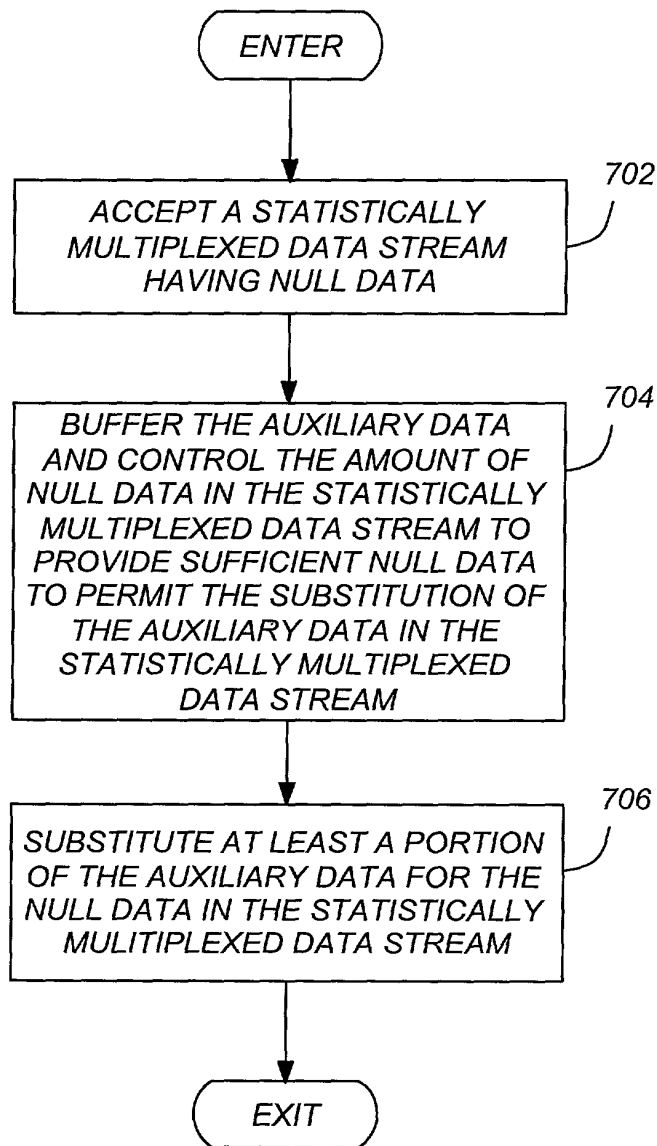 ENTER
702
ACCEPT A STATISTICALLY
MULTIPLEXED DATA STREAM
HAVING NULL DATA
704
BUFFER THE AUXILIARY DATA
AND CONTROL THE AMOUNT OF
NULL DATA IN THE STATISTICALLY
MULTIPLEXED DATA STREAM TO
PROVIDE SUFFICIENT NULL DATA
TO PERMIT THE SUBSTITUTION OF
THE AUXILIARY DATA IN THE
STATISTICALLY MULTIPLEXED
DATA STREAM
706
SUBSTITUTE AT LEAST A PORTION
OF THE AUXILIARY DATA FOR THE
NULL DATA IN THE STATISTICALLY
MULITIPLEXED DATA STREAM
EXIT